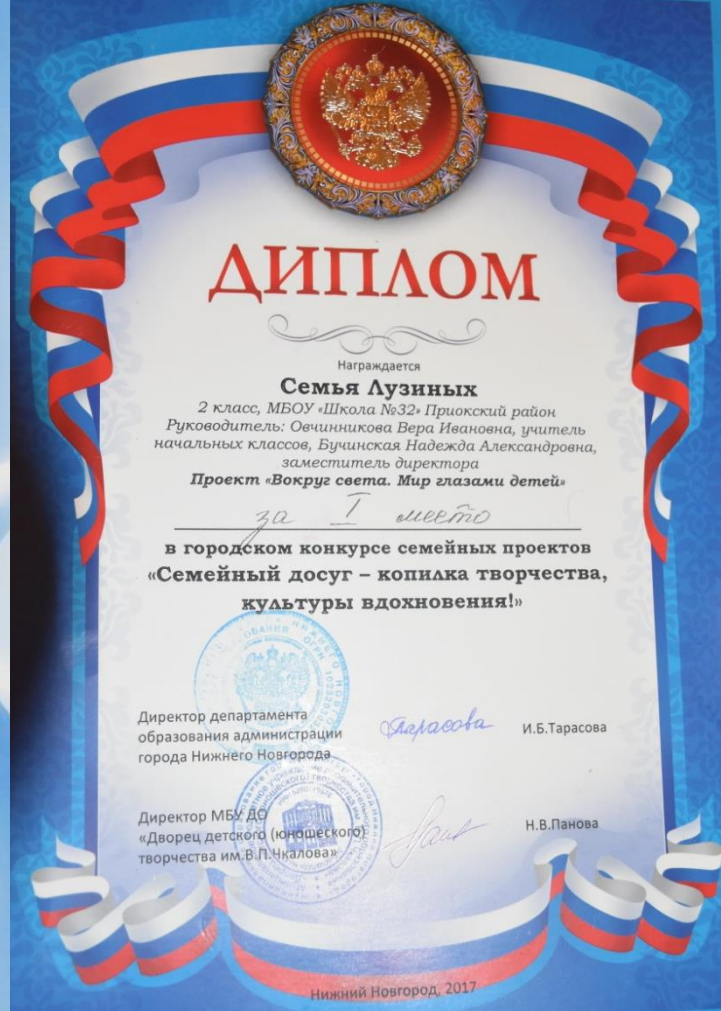 ДИПЛОМ
Награждается
Семья Лузиных
2 класс, МБОУ «Школа №32» Приокский район
Руководитель: Овчинникова Вера Ивановна, учитель
начальных классов, Бучинская Надежда Александровна,
заместитель директора
Проект «Вокруг света. Мир глазами детей»
за I место
в городском конкурсе семейных проектов
«Семейный досуг – копилка творчества,
культуры вдохновения!»
Директор департамента
образования администрации
города Нижнего Новгорода
Тарасова
И.Б.Тарасова
Директор МБУ ДО
«Дворец детского (юношеского)
творчества им.В.П.Чкалова»
Н.В.Панова
Нижний Новгород, 2017